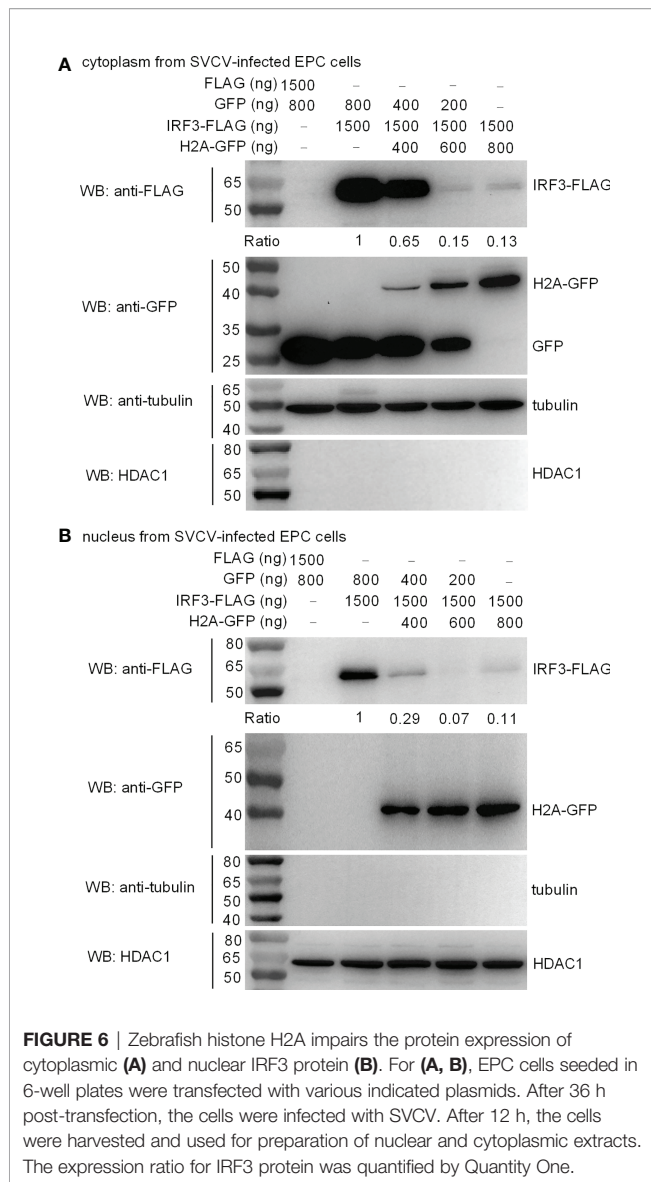 A cytoplasm from SVCV-infected EPC cells
FLAG (ng) 1500 – – – –
GFP (ng) 800 800 400 200 –
IRF3-FLAG (ng) – 1500 1500 1500 1500
H2A-GFP (ng) – – 400 600 800
WB: anti-FLAG
65
50
IRF3-FLAG
Ratio 1 0.65 0.15 0.13
WB: anti-GFP
50
40
35
25
H2A-GFP
GFP
WB: anti-tubulin
65
50
40
tubulin
WB: HDAC1
80
65
50
HDAC1
B nucleus from SVCV-infected EPC cells
FLAG (ng) 1500 – – – –
GFP (ng) 800 800 400 200 –
IRF3-FLAG (ng) – 1500 1500 1500 1500
H2A-GFP (ng) – – 400 600 800
WB: anti-FLAG
80
65
50
IRF3-FLAG
Ratio 1 0.29 0.07 0.11
WB: anti-GFP
65
50
40
H2A-GFP
WB: anti-tubulin
80
65
50
40
tubulin
WB: HDAC1
80
65
50
HDAC1
FIGURE 6 | Zebrafish histone H2A impairs the protein expression of
cytoplasmic (A) and nuclear IRF3 protein (B). For (A, B), EPC cells seeded in
6-well plates were transfected with various indicated plasmids. After 36 h
post-transfection, the cells were infected with SVCV. After 12 h, the cells
were harvested and used for preparation of nuclear and cytoplasmic extracts.
The expression ratio for IRF3 protein was quantified by Quantity One.